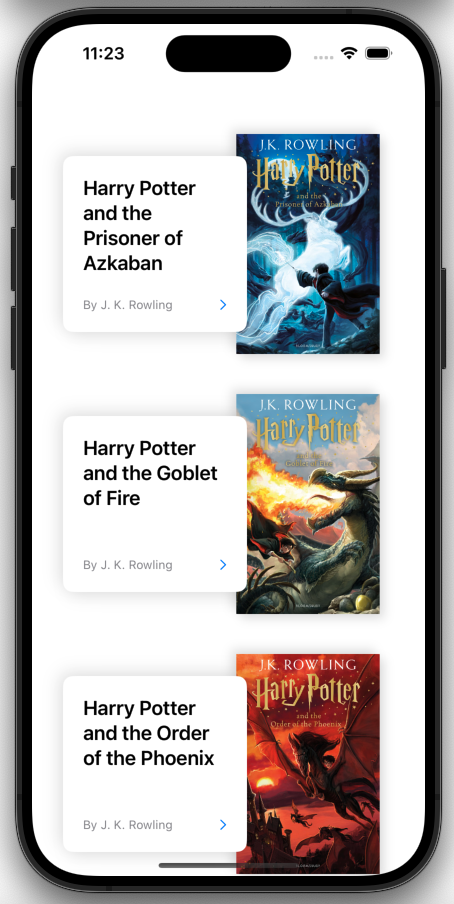 11:23
Harry Potter
and the
Prisoner of
Azkaban
By J. K. Rowling
J.K. ROWLING
Harry Potter
and the
Prisoner of Azkaban
BLOOMSBURY
Harry Potter
and the Goblet
of Fire
By J. K. Rowling
J.K. ROWLING
Harry Potter
and the
Goblet of Fire
BLOOMSBURY
Harry Potter
and the Order
of the Phoenix
By J. K. Rowling
J.K. ROWLING
Harry Potter
and the
Order of the Phoenix